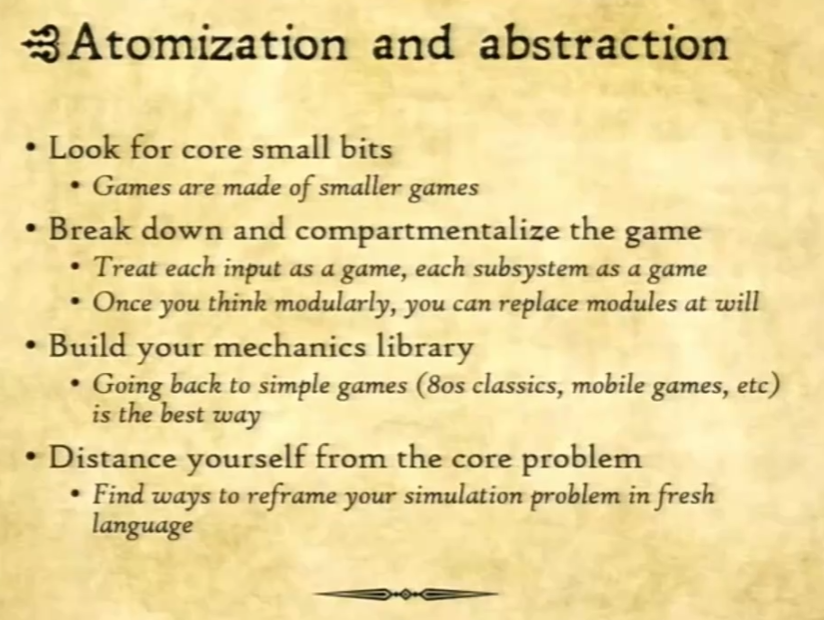 Atomization and abstraction
• Look for core small bits
• Games are made of smaller games
• Break down and compartmentalize the game
• Treat each input as a game, each subsystem as a game
• Once you think modularly, you can replace modules at will
• Build your mechanics library
• Going back to simple games (80s classics, mobile games, etc)
is the best way
• Distance yourself from the core problem
• Find ways to reframe your simulation problem in fresh
language